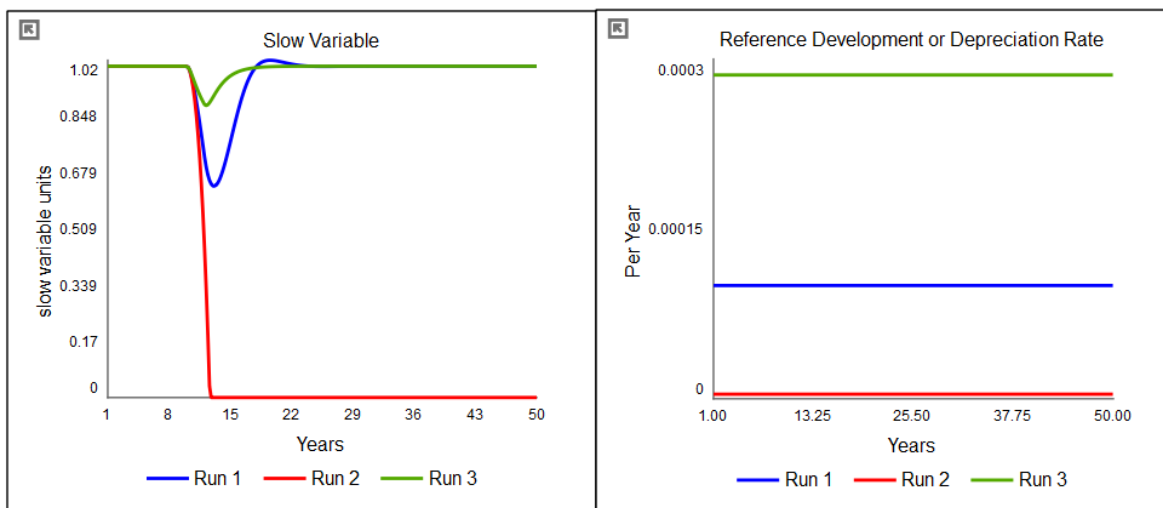 Slow Variable
slow variable units
1.02
0.848
0.679
0.509
0.339
0.17
0
1 8 15 22 29 36 43 50
Years
Run 1 Run 2 Run 3
Reference Development or Depreciation Rate
Per Year
0.0003
0.00015
0
1.00 13.25 25.50 37.75 50.00
Years
Run 1 Run 2 Run 3